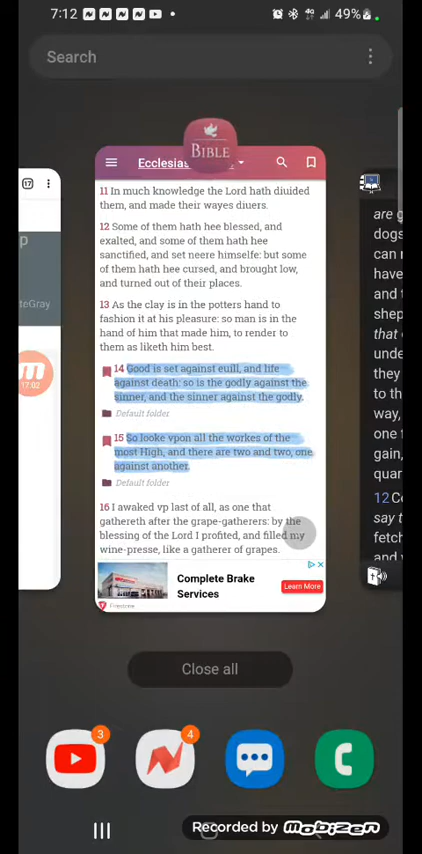 7:12
49%
Search
BIBLE
Ecclesias
11 In much knowledge the Lord hath diuided
them, and made their wayes diuers.
12 Some of them hath hee blessed, and
exalted, and some of them hath hee
sanctified, and set neere himselfe: but some
of them hath hee cursed, and brought low,
and turned out of their places.
13 As the clay is in the potters hand to
fashion it at his pleasure: so man is in the
hand of him that made him, to render to
them as liketh him best.
14 Good is set against euill, and life
against death: so is the godly against the
sinner, and the sinner against the godly.
Default folder
15 So looke vpon all the workes of the
most High, and there are two and two, one
against another.
Default folder
16 I awaked vp last of all, as one that
gathereth after the grape-gatherers: by the
blessing of the Lord I profited, and filled my
wine-presse, like a gatherer of grapes.
Complete Brake
Services
Learn More
Firestone
17
teGray
17:02
are g
dogs
can n
have
and t
shep
that
unde
they
to th
way,
one f
gain,
quar
12 Co
say t
fetch
and
Close all
3
4
Recorded by mobizen